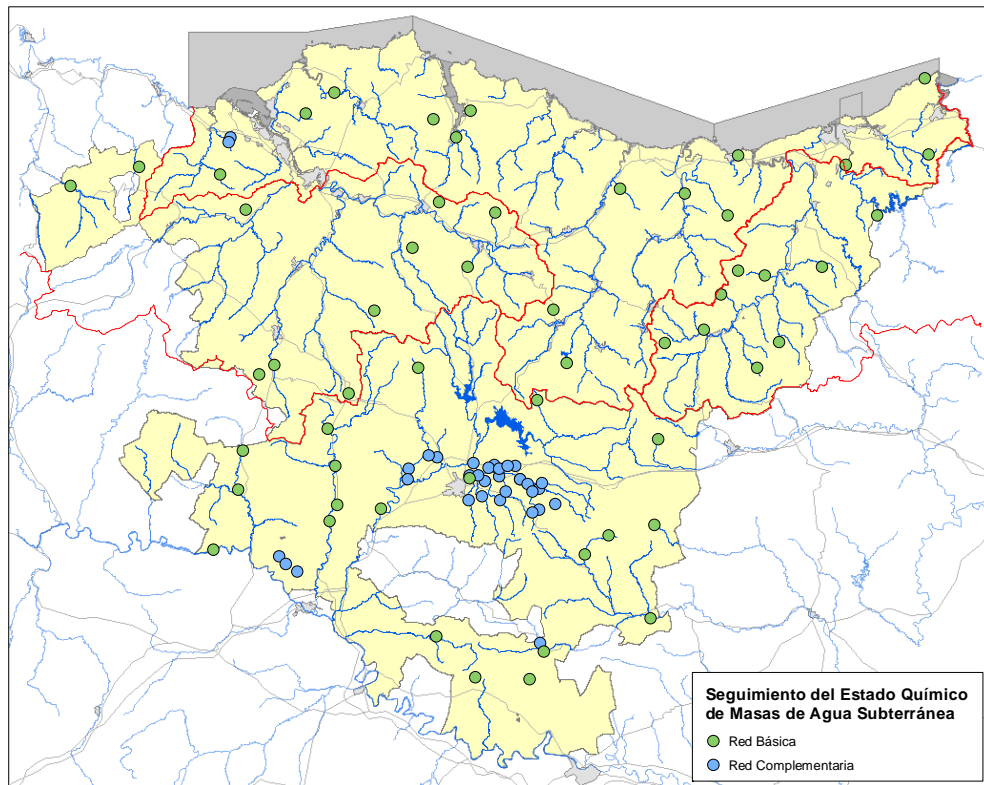 Seguimiento del Estado Químico
de Masas de Agua Subterránea
Red Básica
Red Complementaria